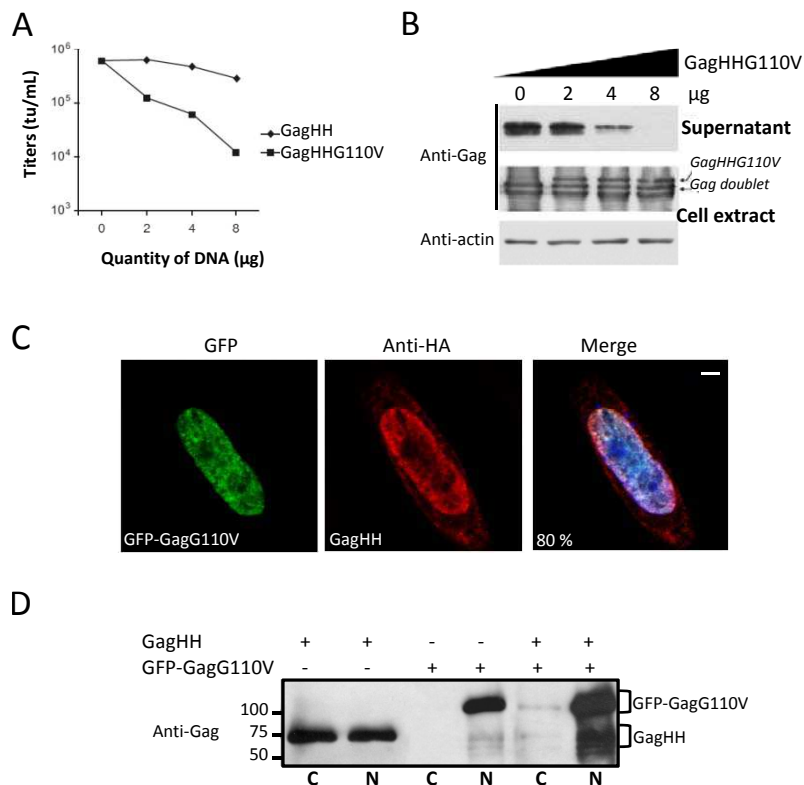 A
Titers (tu/mL)
10⁶
10⁵
10⁴
10³
0 2 4 8
Quantity of DNA (µg)
GagHH
GagHHG110V
B
GagHHG110V
0 2 4 8 µg
Anti-Gag
Supernatant
GagHHG110V
Gag doublet
Cell extract
Anti-actin
C
GFP Anti-HA Merge
GFP-GagG110V GagHH 80 %
D
GagHH + + - - + +
GFP-GagG110V - - + + + +
Anti-Gag
100
75
50
GFP-GagG110V
GagHH
C N C N C N